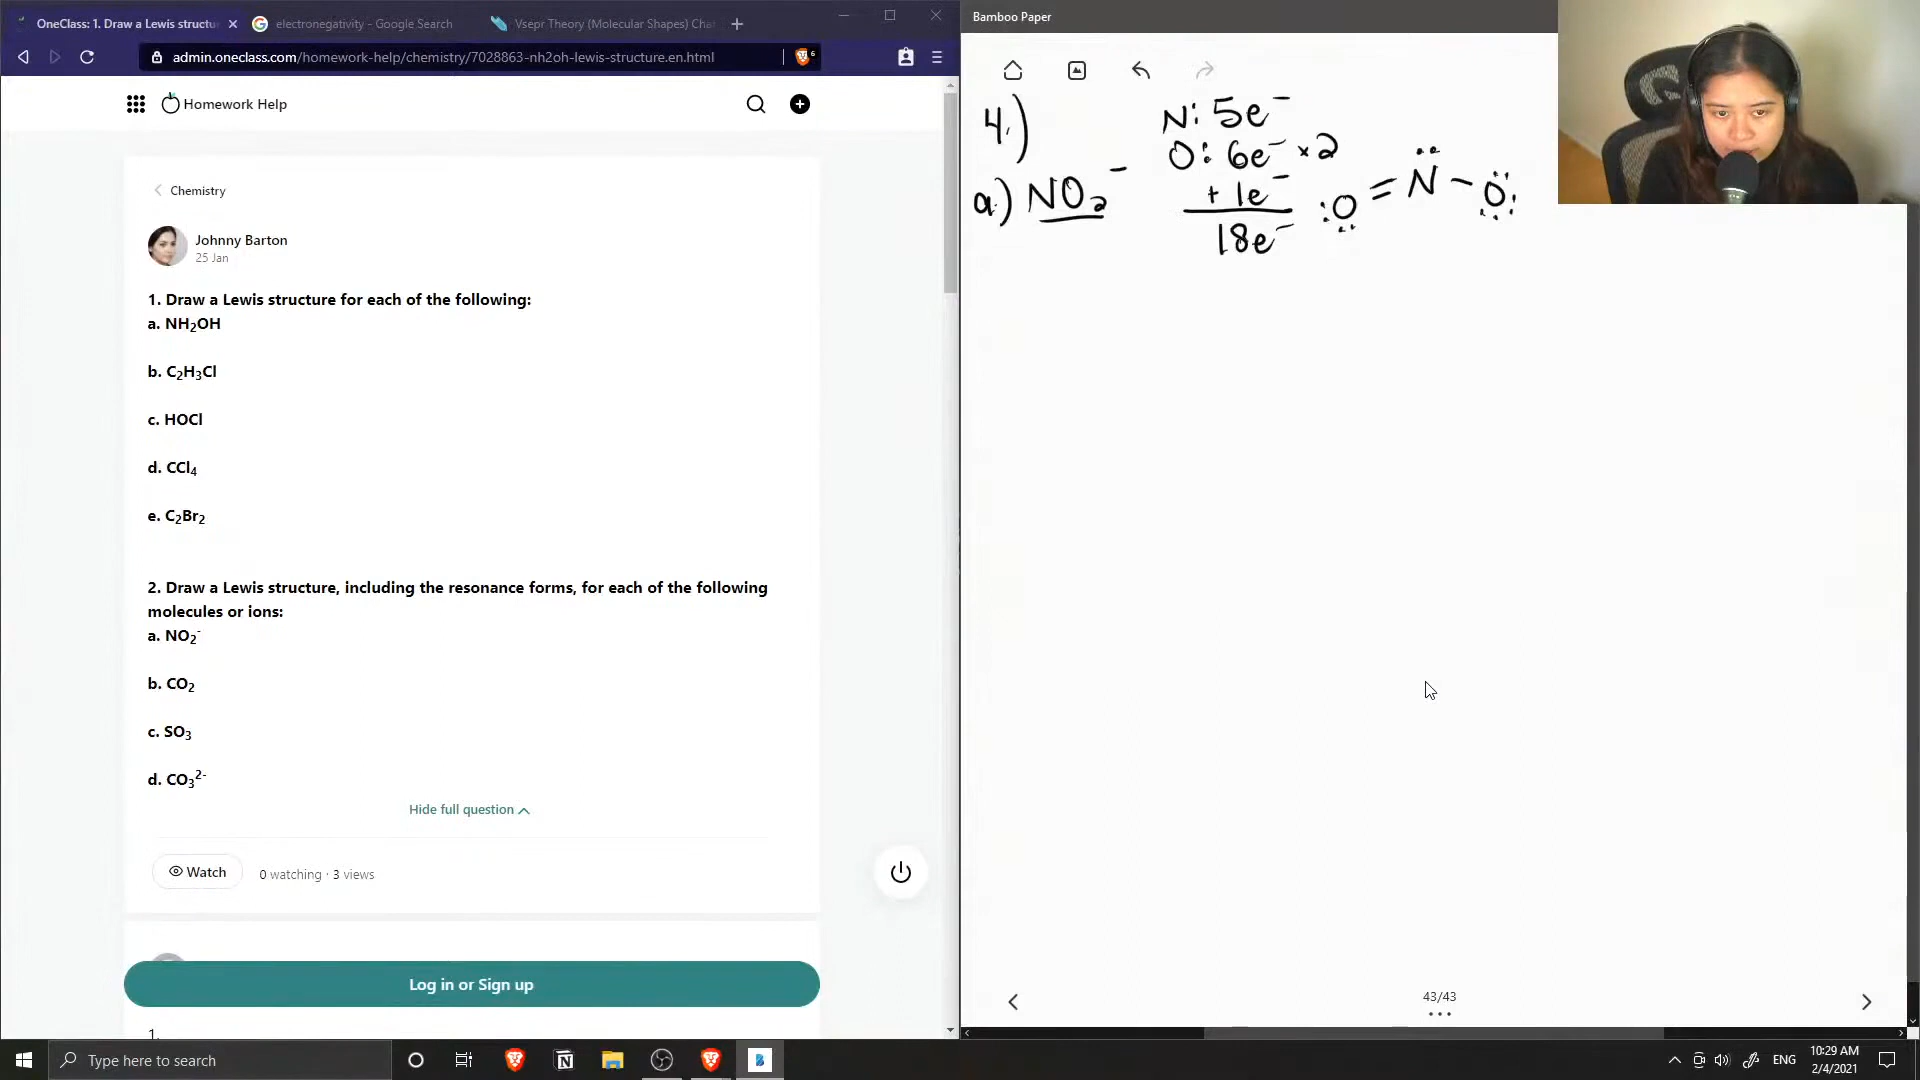 OneClass: 1. Draw a Lewis structu
electronegativity - Google Search
Vsepr Theory (Molecular Shapes) Cha
Bamboo Paper
admin.oneclass.com/homework-help/chemistry/7028863-nh2oh-lewis-structure.en.html
6
Homework Help
Chemistry
Johnny Barton
25 Jan
1. Draw a Lewis structure for each of the following:
a. NH₂OH
b. C₂H₃Cl
c. HOCl
d. CCl₄
e. C₂Br₂
2. Draw a Lewis structure, including the resonance forms, for each of the following
molecules or ions:
a. NO₂⁻
b. CO₂
c. SO₃
d. CO₃²⁻
Hide full question
Watch
0 watching · 3 views
Log in or Sign up
1.
4.)
a.) NO₂⁻
N: 5e⁻
O: 6e⁻ × 2
+ 1e⁻
18e⁻
O = N - O
43/43
Type here to search
ENG
10:29 AM
2/4/2021